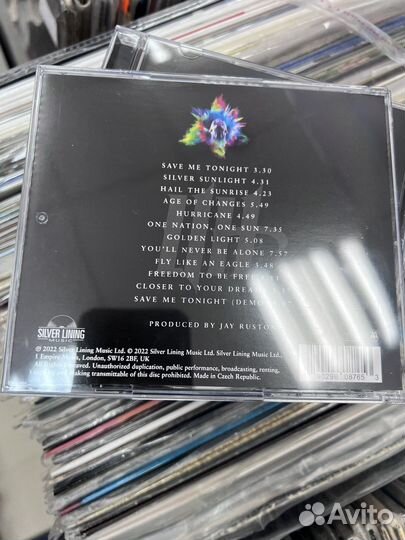 SAVE ME TONIGHT 3.30
SILVER SUNLIGHT 4.31
HAIL THE SUNRISE 4.23
AGE OF CHANGES 5.49
HURRICANE 4.49
ONE NATION, ONE SUN 7.35
GOLDEN LIGHT 5.08
YOU'LL NEVER BE ALONE 7.57
FLY LIKE AN EAGLE 5.48
FREEDOM TO BE FREE
CLOSER TO YOUR
SAVE ME TONIGHT (DEMO
PRODUCED BY JAY RUSTON
SILVER LINING
MUSIC
℗ 2022 Silver Lining Music Ltd. © 2022 Silver Lining Music Ltd. Silver Lining Music Ltd.,
1 Empire Mews, London, SW16 2BF, UK
All Rights Reserved. Unauthorized duplication, public performance, broadcasting, renting,
and making transmittable of this disc prohibited. Made in Czech Republic.
08765 3
Avito